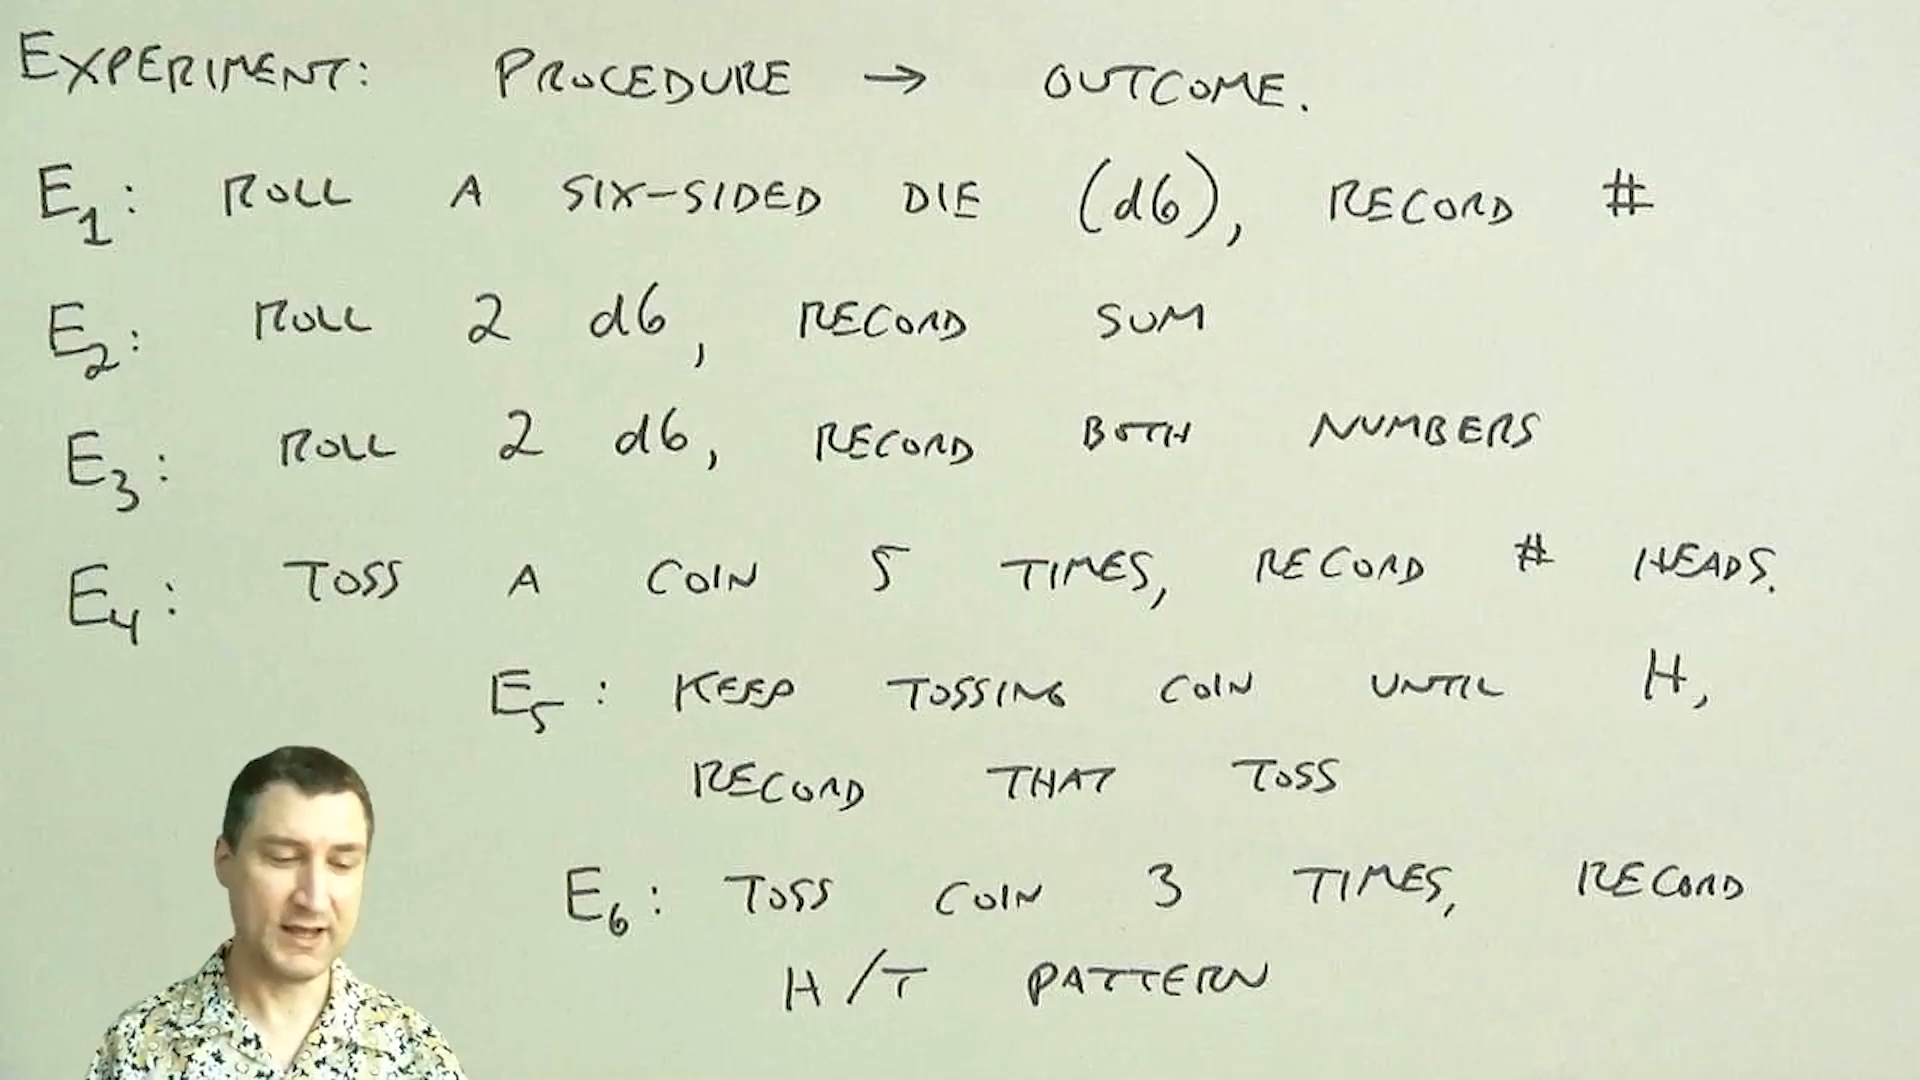 EXPERIMENT: PROCEDURE → OUTCOME.
E1: ROLL A SIX-SIDED DIE (d6), RECORD #
E2: ROLL 2 d6, RECORD SUM
E3: ROLL 2 d6, RECORD BOTH NUMBERS
E4: TOSS A COIN 5 TIMES, RECORD # HEADS.
E5: KEEP TOSSING COIN UNTIL H,
RECORD THAT TOSS
E6: TOSS COIN 3 TIMES, RECORD
H/T PATTERN